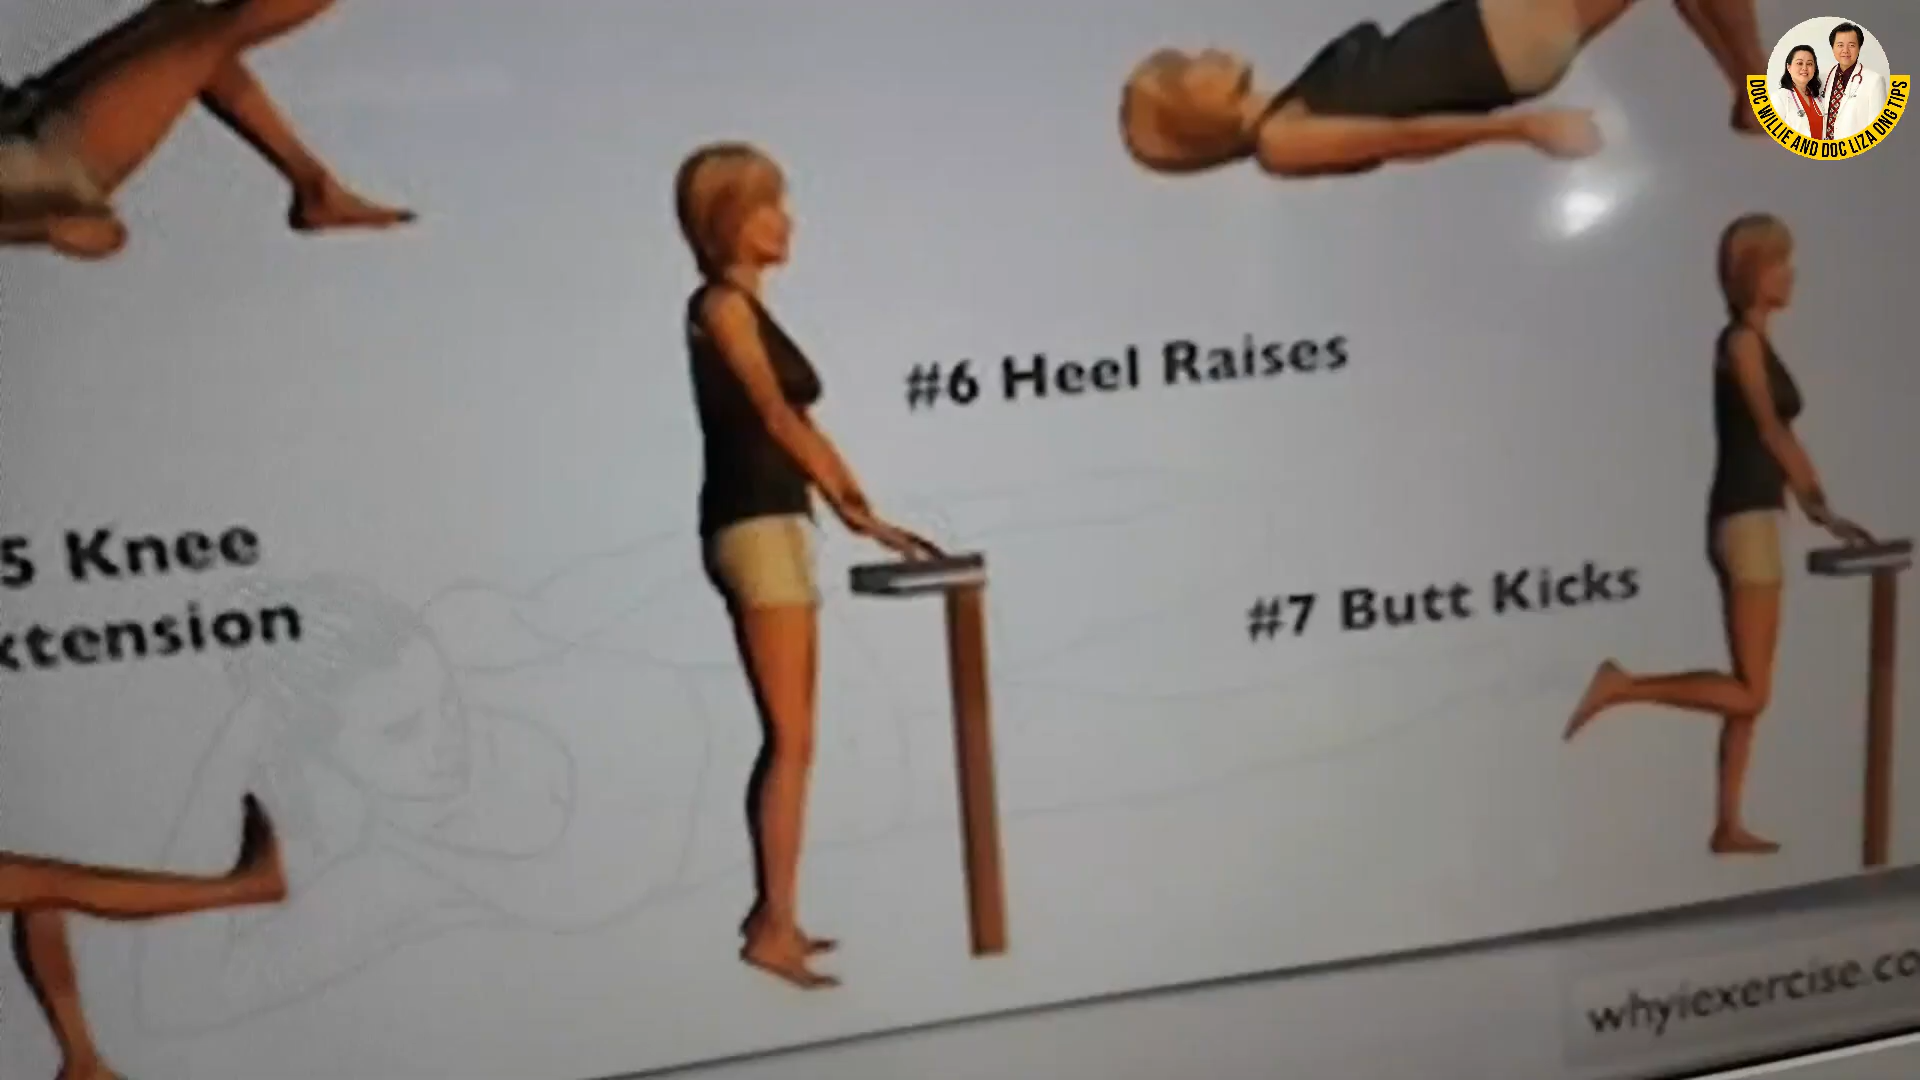 #6 Heel Raises
5 Knee
xtension
#7 Butt Kicks
whyiexercise.co
DOC WILLIE AND DOC LIZA ONG TIPS